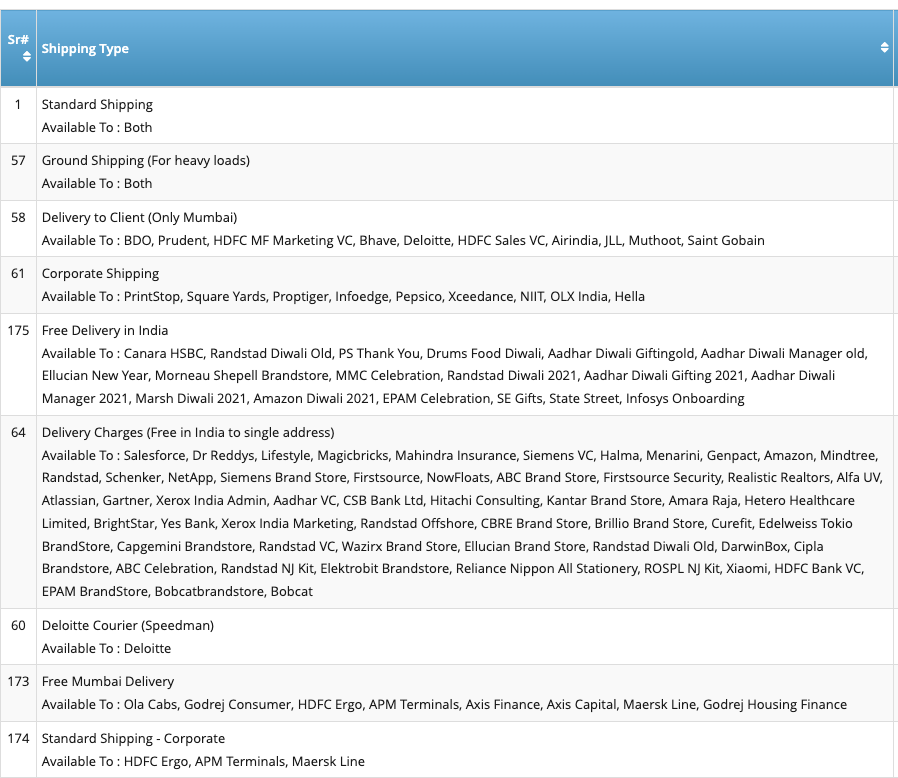 Sr# Shipping Type
1 Standard Shipping
Available To : Both
57 Ground Shipping (For heavy loads)
Available To : Both
58 Delivery to Client (Only Mumbai)
Available To : BDO, Prudent, HDFC MF Marketing VC, Bhave, Deloitte, HDFC Sales VC, Airindia, JLL, Muthoot, Saint Gobain
61 Corporate Shipping
Available To : PrintStop, Square Yards, Proptiger, Infoedge, Pepsico, Xceedance, NIIT, OLX India, Hella
175 Free Delivery in India
Available To : Canara HSBC, Randstad Diwali Old, PS Thank You, Drums Food Diwali, Aadhar Diwali Giftingold, Aadhar Diwali Manager old,
Ellucian New Year, Morneau Shepell Brandstore, MMC Celebration, Randstad Diwali 2021, Aadhar Diwali Gifting 2021, Aadhar Diwali
Manager 2021, Marsh Diwali 2021, Amazon Diwali 2021, EPAM Celebration, SE Gifts, State Street, Infosys Onboarding
64 Delivery Charges (Free in India to single address)
Available To : Salesforce, Dr Reddys, Lifestyle, Magicbricks, Mahindra Insurance, Siemens VC, Halma, Menarini, Genpact, Amazon, Mindtree,
Randstad, Schenker, NetApp, Siemens Brand Store, Firstsource, NowFloats, ABC Brand Store, Firstsource Security, Realistic Realtors, Alfa UV,
Atlassian, Gartner, Xerox India Admin, Aadhar VC, CSB Bank Ltd, Hitachi Consulting, Kantar Brand Store, Amara Raja, Hetero Healthcare
Limited, BrightStar, Yes Bank, Xerox India Marketing, Randstad Offshore, CBRE Brand Store, Brillio Brand Store, Curefit, Edelweiss Tokio
BrandStore, Capgemini Brandstore, Randstad VC, Wazirx Brand Store, Ellucian Brand Store, Randstad Diwali Old, DarwinBox, Cipla
Brandstore, ABC Celebration, Randstad NJ Kit, Elektrobit Brandstore, Reliance Nippon All Stationery, ROSPL NJ Kit, Xiaomi, HDFC Bank VC,
EPAM BrandStore, Bobcatbrandstore, Bobcat
60 Deloitte Courier (Speedman)
Available To : Deloitte
173 Free Mumbai Delivery
Available To : Ola Cabs, Godrej Consumer, HDFC Ergo, APM Terminals, Axis Finance, Axis Capital, Maersk Line, Godrej Housing Finance
174 Standard Shipping - Corporate
Available To : HDFC Ergo, APM Terminals, Maersk Line